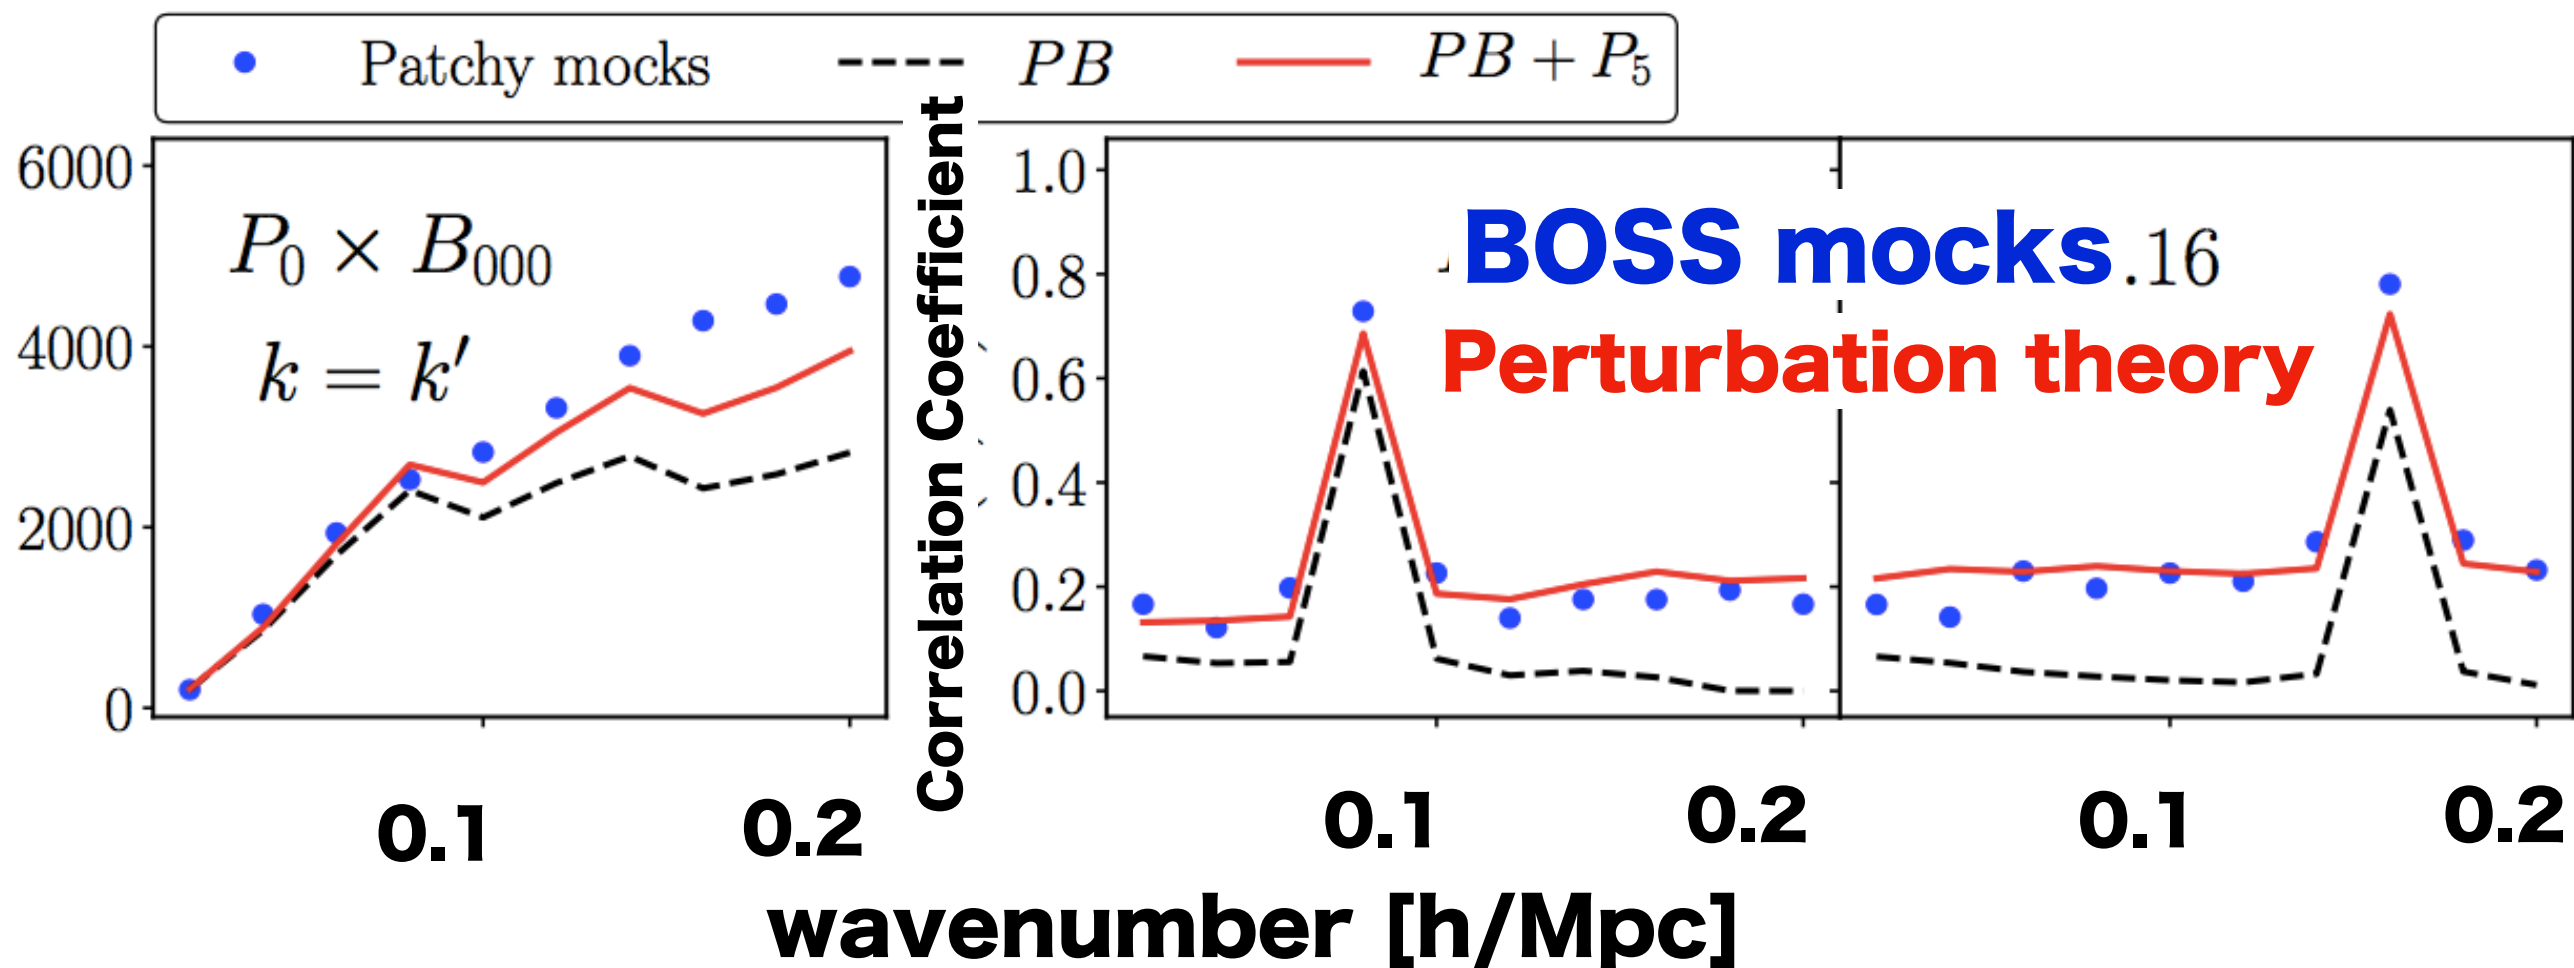 Patchy mocks PB PB + P₅
6000
4000
2000
0
P₀ × B₀₀₀
k = k′
Correlation Coefficient
1.0
0.8
0.6
0.4
0.2
0.0
BOSS mocks .16
Perturbation theory
0.1 0.2 0.1 0.2 0.1 0.2
wavenumber [h/Mpc]